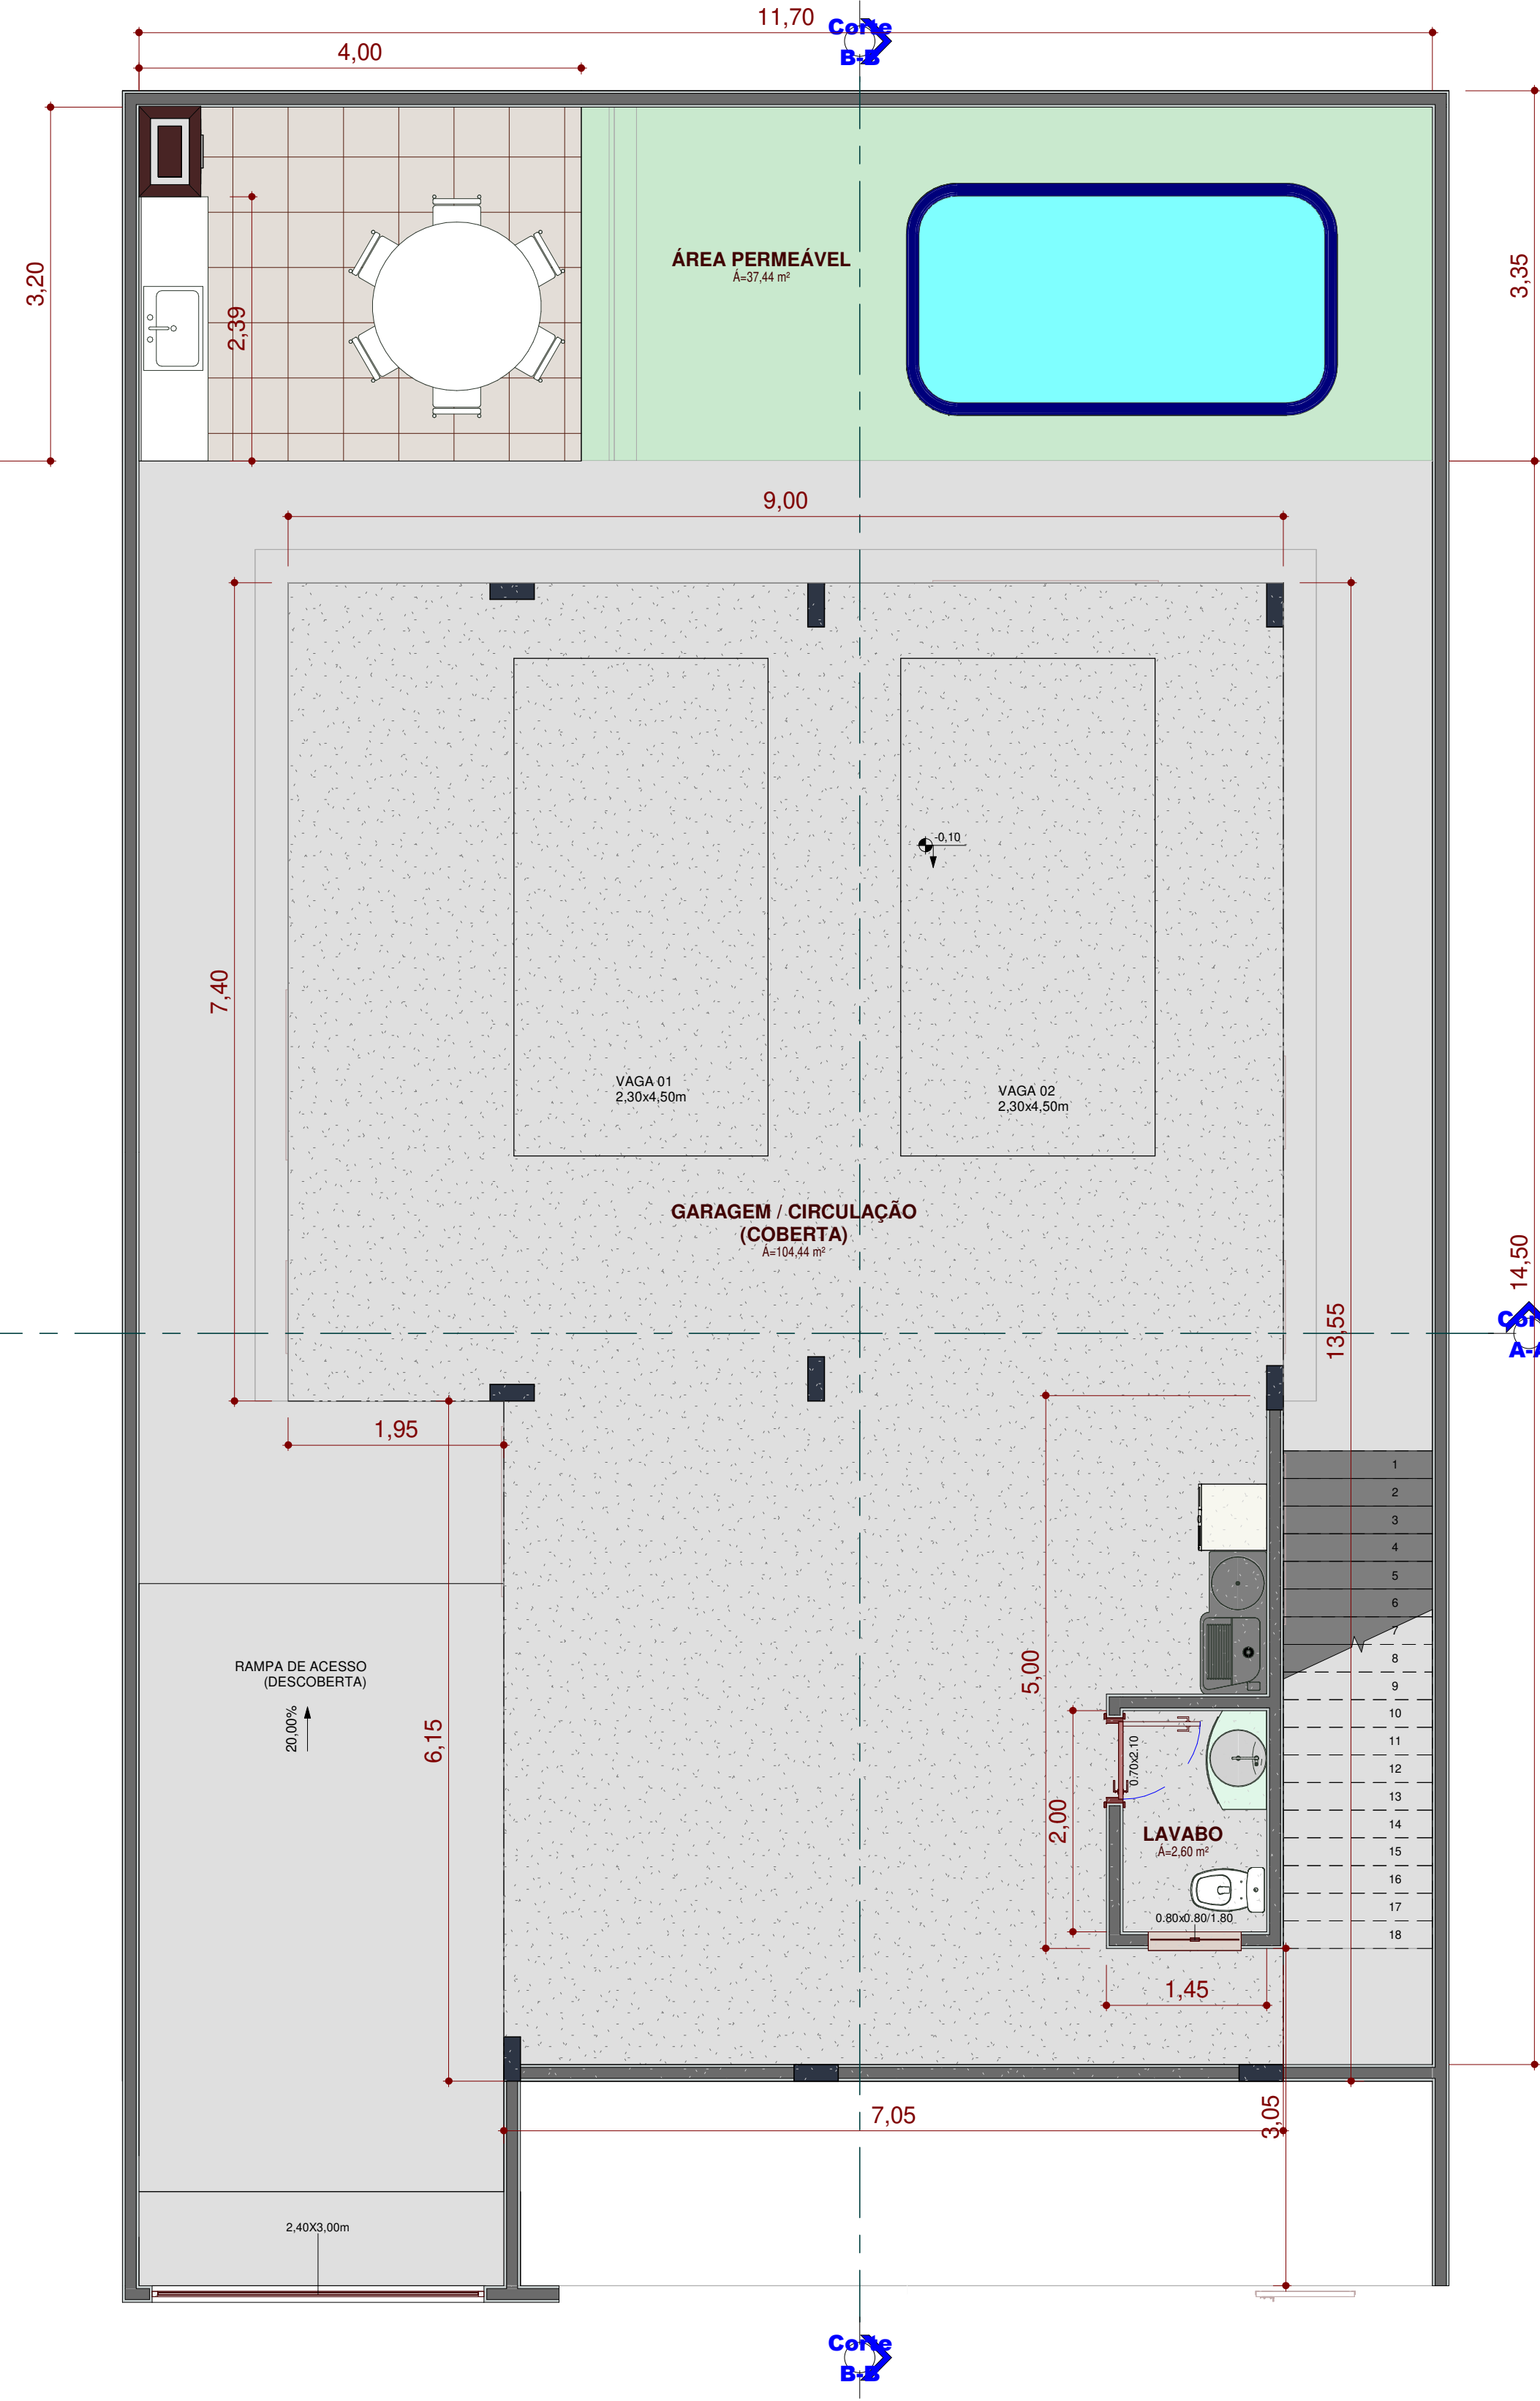 11,70
Corte
B-B
4,00
3,20
2,39
ÁREA PERMEÁVEL
Á=37,44 m²
3,35
9,00
7,40
-0,10
VAGA 01
2,30x4,50m
VAGA 02
2,30x4,50m
GARAGEM / CIRCULAÇÃO
(COBERTA)
Á=104,44 m²
14,50
13,55
Cor
A-A
1,95
1
2
3
4
5
6
7
8
9
10
11
12
13
14
15
16
17
18
RAMPA DE ACESSO
(DESCOBERTA)
20,00%
6,15
5,00
0.70x2.10
2,00
LAVABO
Á=2,60 m²
0.80x0.80/1.80
1,45
7,05
3,05
2,40X3,00m
Corte
B-B